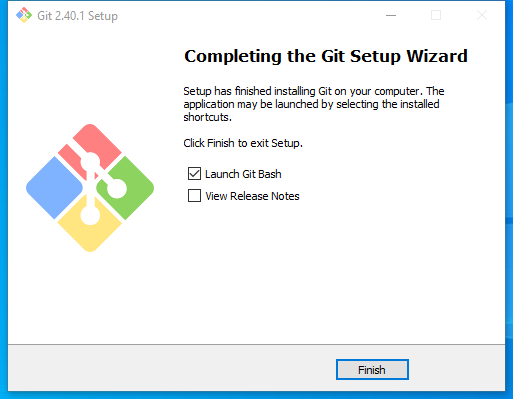 Git 2.40.1 Setup
Completing the Git Setup Wizard
Setup has finished installing Git on your computer. The
application may be launched by selecting the installed
shortcuts.
Click Finish to exit Setup.
Launch Git Bash
View Release Notes
Finish